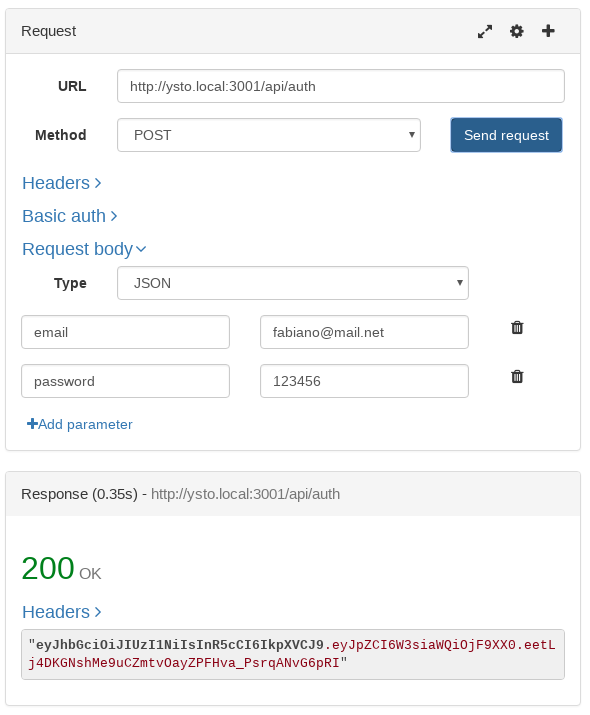 Request
URL http://ysto.local:3001/api/auth
Method POST Send request
Headers
Basic auth
Request body
Type JSON
email fabiano@mail.net
password 123456
Add parameter
Response (0.35s) - http://ysto.local:3001/api/auth
200 OK
Headers
"eyJhbGciOiJIUzI1NiIsInR5cCI6IkpXVCJ9.eyJpZCI6W3siaWQiOjF9XX0.eetL
j4DKGNshMe9uCZmtvOayZPFHva_PsrqANvG6pRI"